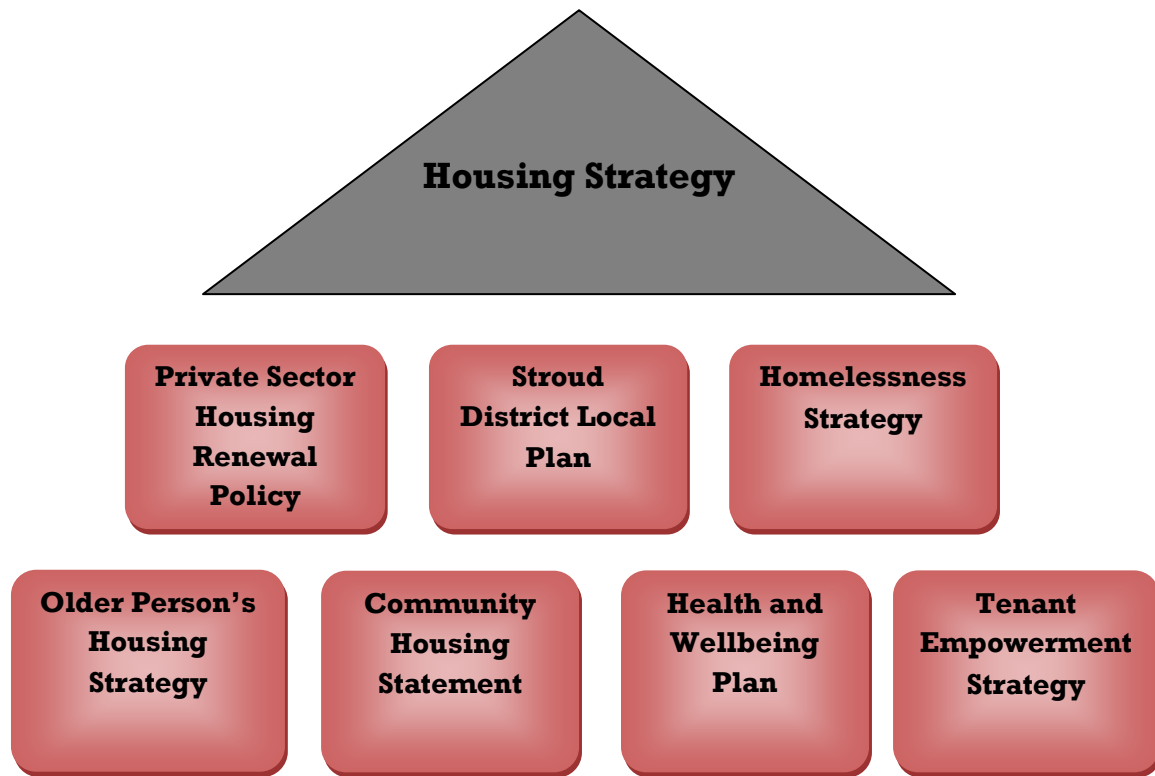 Housing Strategy
Private Sector
Housing
Renewal
Policy
Stroud
District Local
Plan
Homelessness
Strategy
Older Person's
Housing
Strategy
Community
Housing
Statement
Health and
Wellbeing
Plan
Tenant
Empowerment
Strategy